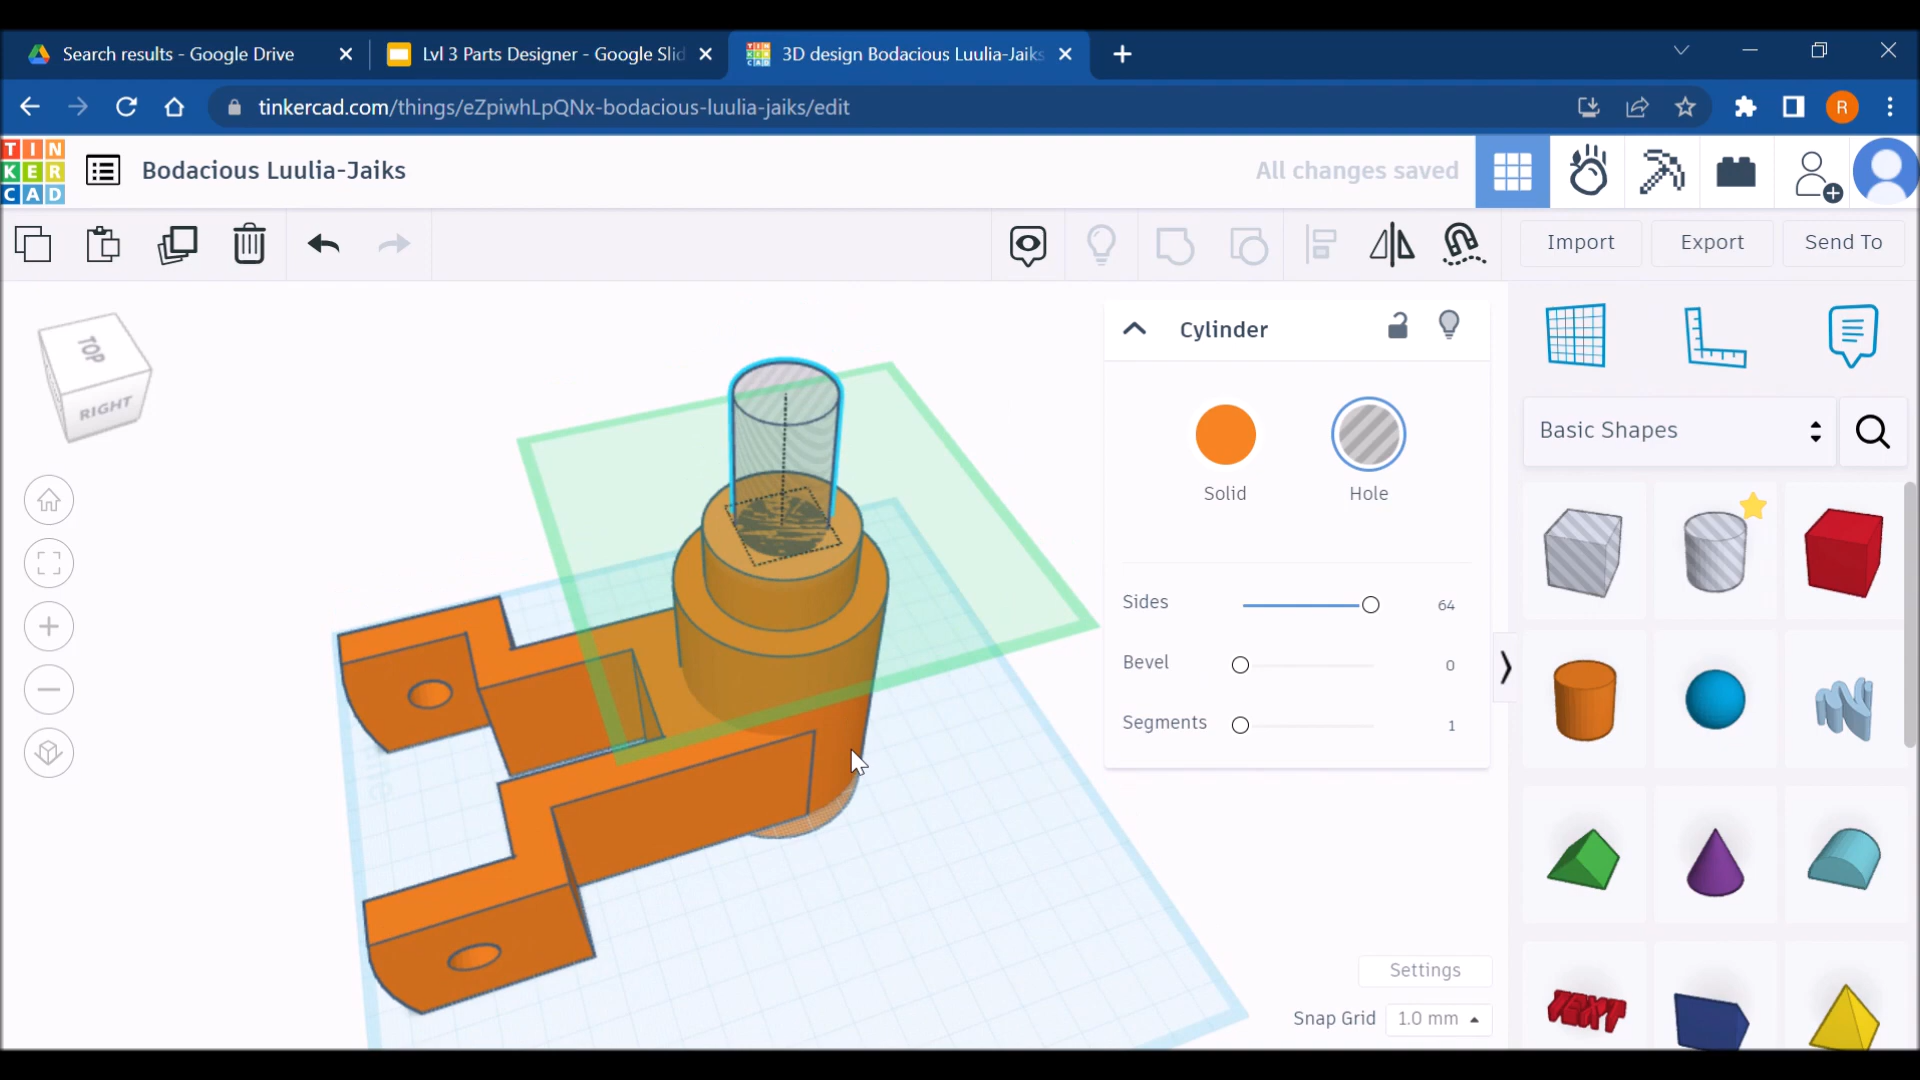 Search results - Google Drive
Lvl 3 Parts Designer - Google Slid
3D design Bodacious Luulia-Jaiks
tinkercad.com/things/eZpiwhLpQNx-bodacious-luulia-jaiks/edit
R
TIN
KER
CAD
Bodacious Luulia-Jaiks
All changes saved
Import
Export
Send To
TOP
RIGHT
Cylinder
Solid
Hole
Basic Shapes
Sides
64
Bevel
0
Segments
1
TEXT
Settings
Snap Grid
1.0 mm